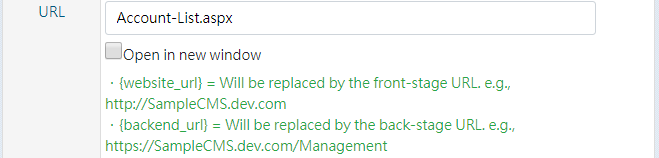 URL
Account-List.aspx
Open in new window
・{website_url} = Will be replaced by the front-stage URL. e.g.,
http://SampleCMS.dev.com
・{backend_url} = Will be replaced by the back-stage URL. e.g.,
https://SampleCMS.dev.com/Management